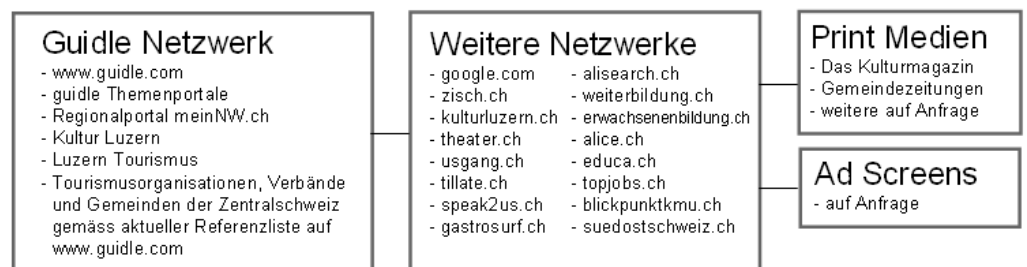 Guidle Netzwerk
- www.guidle.com
- guidle Themenportale
- Regionalportal meinNW.ch
- Kultur Luzern
- Luzern Tourismus
- Tourismusorganisationen, Verbände
und Gemeinden der Zentralschweiz
gemäss aktueller Referenzliste auf
www.guidle.com
Weitere Netzwerke
- google.com
- zisch.ch
- kulturluzern.ch
- theater.ch
- usgang.ch
- tillate.ch
- speak2us.ch
- gastrosurf.ch
- alisearch.ch
- weiterbildung.ch
- erwachsenenbildung.ch
- alice.ch
- educa.ch
- topjobs.ch
- blickpunktkmu.ch
- suedostschweiz.ch
Print Medien
- Das Kulturmagazin
- Gemeindezeitungen
- weitere auf Anfrage
Ad Screens
- auf Anfrage